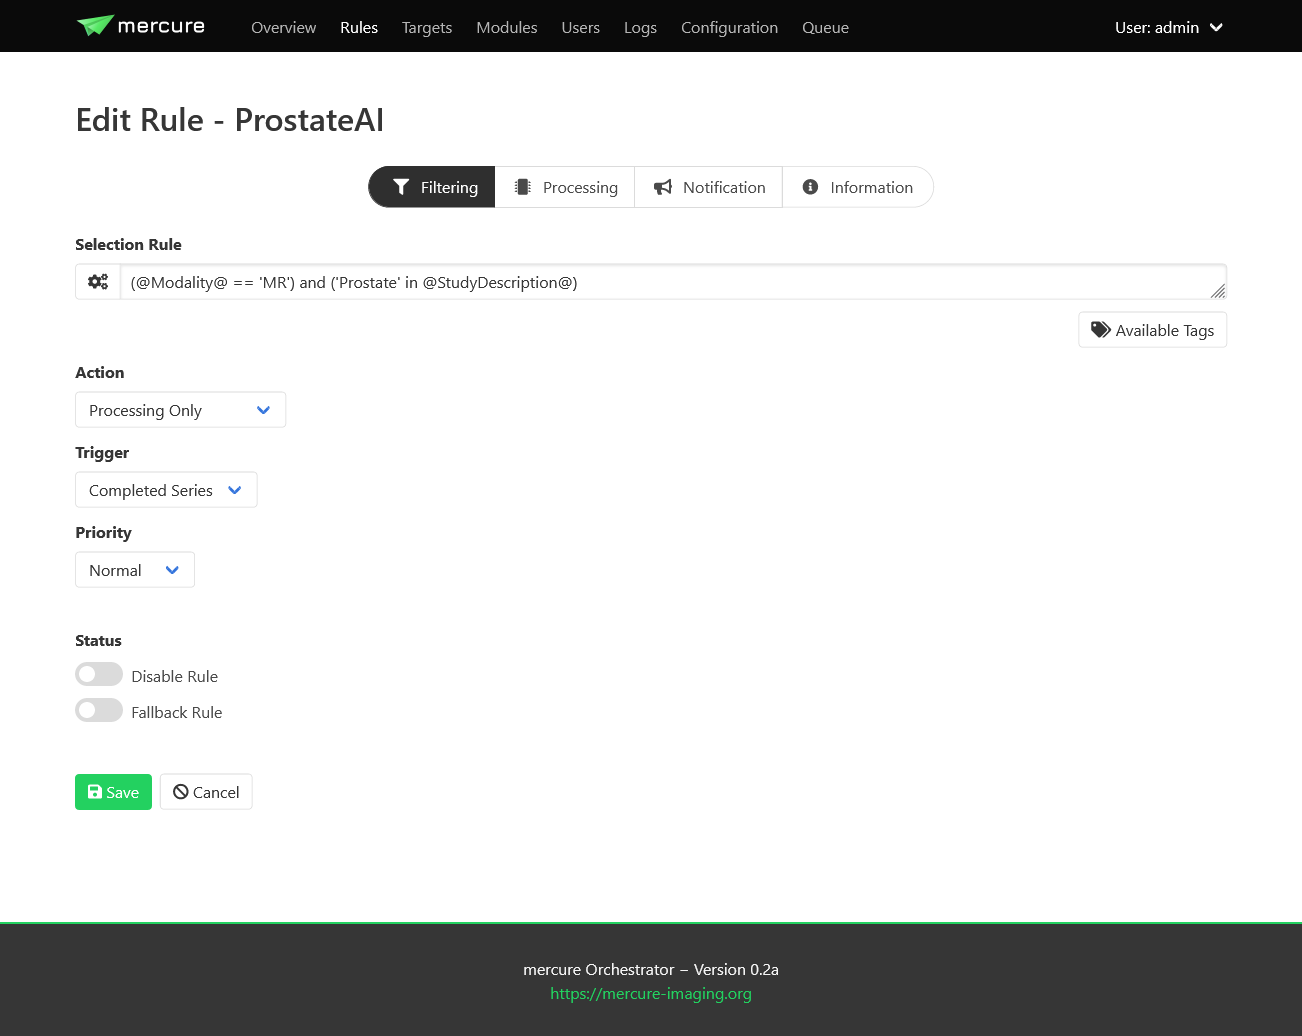 mercure Overview Rules Targets Modules Users Logs Configuration Queue User: admin
Edit Rule - ProstateAI
Filtering Processing Notification Information
Selection Rule
(@Modality@ == 'MR') and ('Prostate' in @StudyDescription@)
Available Tags
Action
Processing Only
Trigger
Completed Series
Priority
Normal
Status
Disable Rule
Fallback Rule
Save Cancel
mercure Orchestrator – Version 0.2a
https://mercure-imaging.org